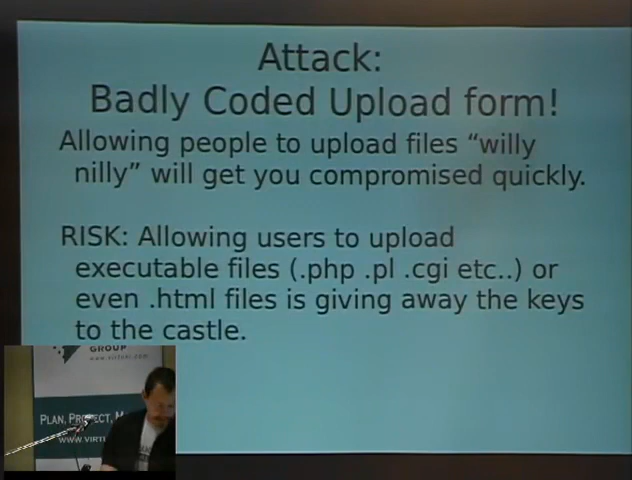 Attack:
Badly Coded Upload form!
Allowing people to upload files “willy
nilly” will get you compromised quickly.
RISK: Allowing users to upload
executable files (.php .pl .cgi etc..) or
even .html files is giving away the keys
to the castle.
GROUP
PLAN, PROTECT, M
WWW.VIRTU